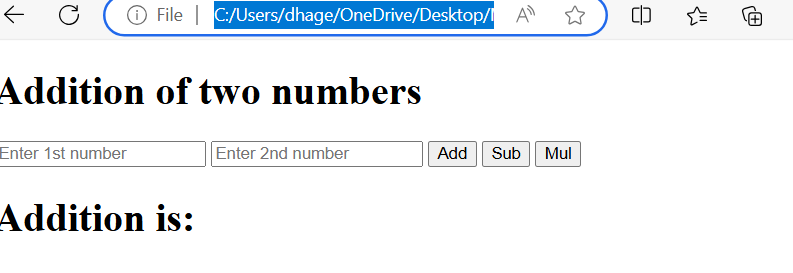 File | C:/Users/dhage/OneDrive/Desktop/
Addition of two numbers
Enter 1st number Enter 2nd number Add Sub Mul
Addition is: